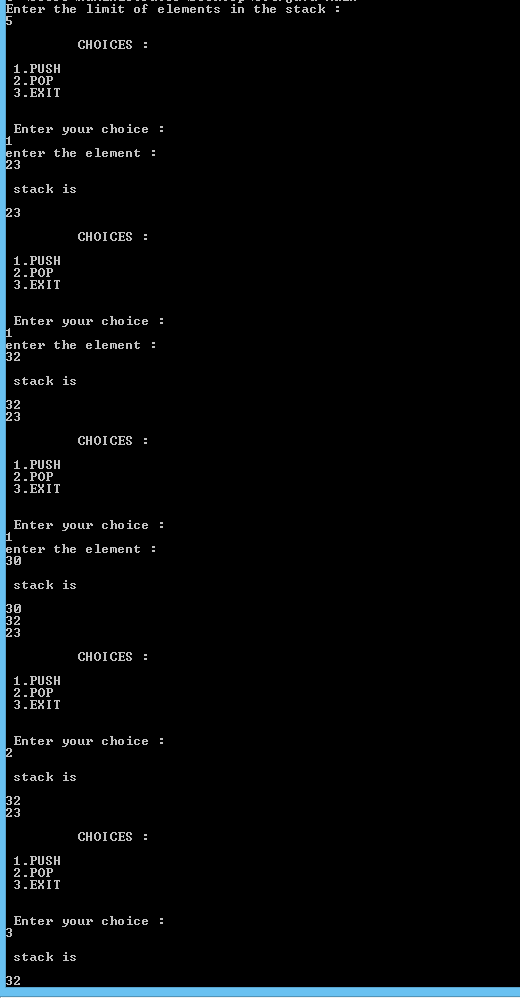 Enter the limit of elements in the stack :
5
CHOICES :
1.PUSH
2.POP
3.EXIT
Enter your choice :
1
enter the element :
23
stack is
23
CHOICES :
1.PUSH
2.POP
3.EXIT
Enter your choice :
1
enter the element :
32
stack is
32
23
CHOICES :
1.PUSH
2.POP
3.EXIT
Enter your choice :
1
enter the element :
30
stack is
30
32
23
CHOICES :
1.PUSH
2.POP
3.EXIT
Enter your choice :
2
stack is
32
23
CHOICES :
1.PUSH
2.POP
3.EXIT
Enter your choice :
3
stack is
32